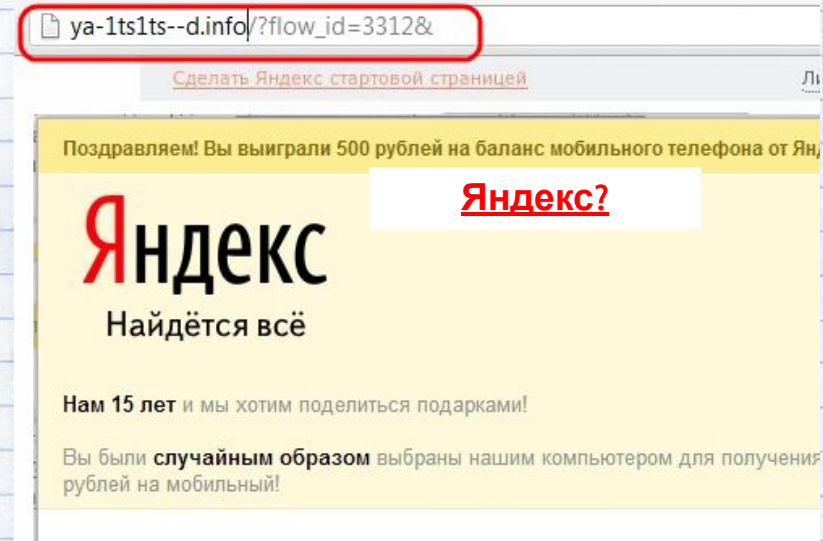 ya-1ts1ts--d.info/?flow_id=3312&
Сделать Яндекс стартовой страницей
Поздравляем! Вы выиграли 500 рублей на баланс мобильного телефона от
Яндекс?
Яндекс
Найдётся всё
Нам 15 лет и мы хотим поделиться подарками!
Вы были случайным образом выбраны нашим компьютером для получения
рублей на мобильный!